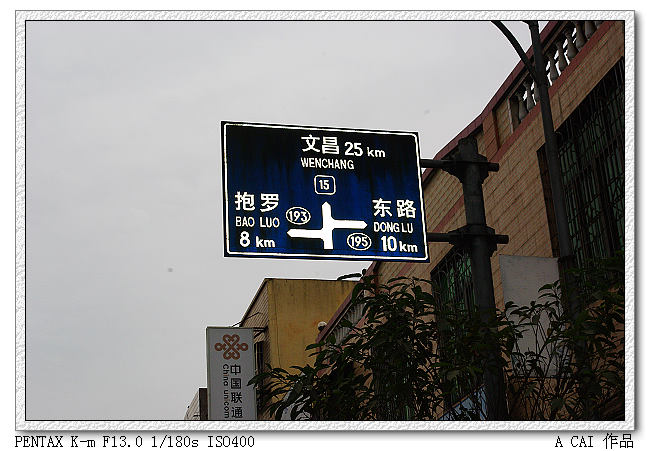 文昌 25 km
WENCHANG
15
抱罗
BAO LUO
8 km
193
东路
DONG LU
10 km
195
中国联通
China unicom
PENTAX K-m F13.0 1/180s ISO400
A CAI 作品